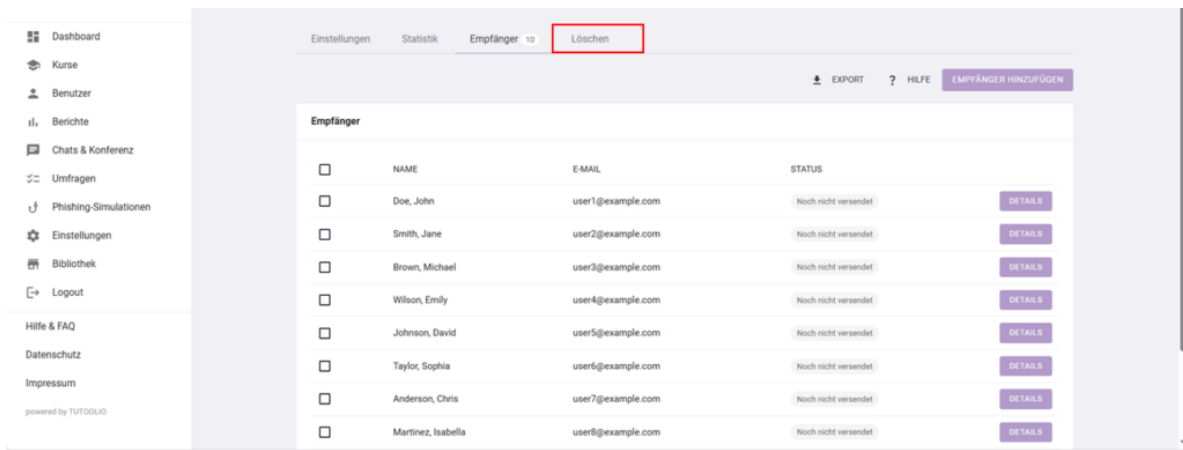 Dashboard
Kurse
Benutzer
Berichte
Chats & Konferenz
Umfragen
Phishing-Simulationen
Einstellungen
Bibliothek
Logout
Hilfe & FAQ
Datenschutz
Impressum
powered by TUTOOLIO
Einstellungen Statistik Empfänger 10 Löschen
EXPORT ? HILFE EMPFÄNGER HINZUFÜGEN
Empfänger
NAME E-MAIL STATUS
Doe, John user1@example.com Noch nicht versendet DETAILS
Smith, Jane user2@example.com Noch nicht versendet DETAILS
Brown, Michael user3@example.com Noch nicht versendet DETAILS
Wilson, Emily user4@example.com Noch nicht versendet DETAILS
Johnson, David user5@example.com Noch nicht versendet DETAILS
Taylor, Sophia user6@example.com Noch nicht versendet DETAILS
Anderson, Chris user7@example.com Noch nicht versendet DETAILS
Martinez, Isabella user8@example.com Noch nicht versendet DETAILS